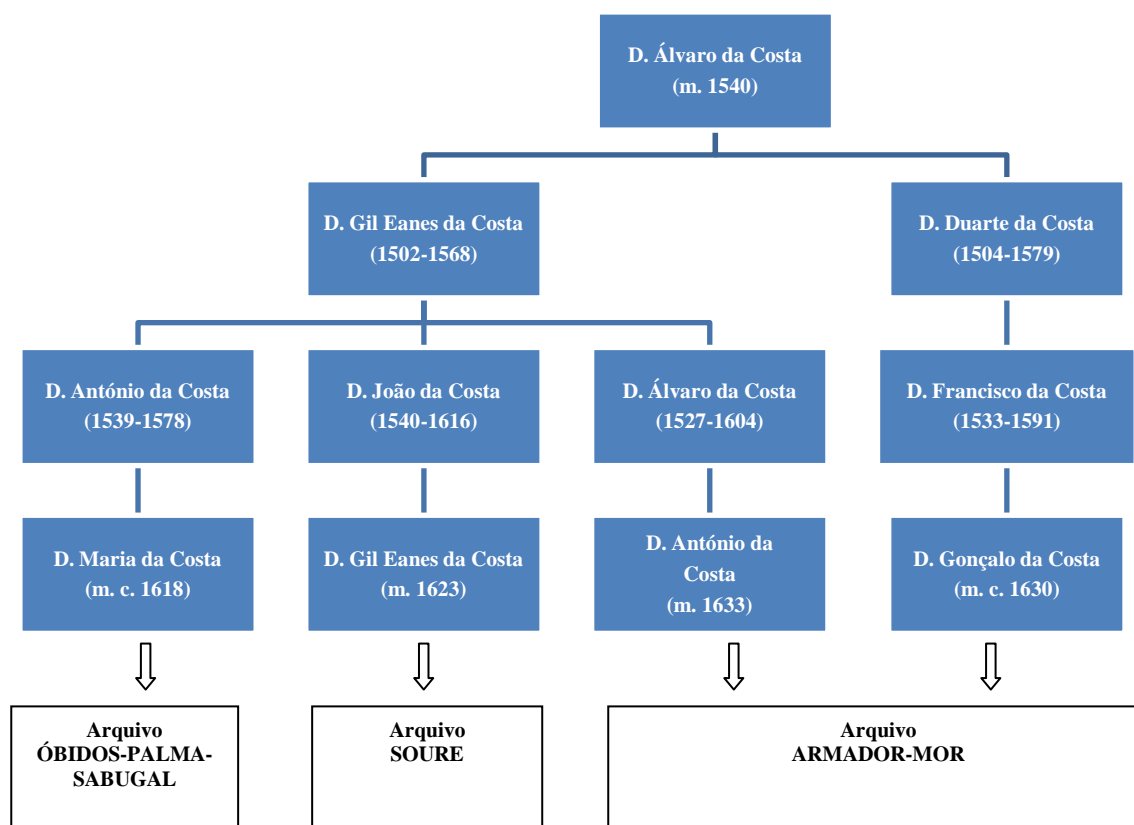 D. Álvaro da Costa
(m. 1540)
D. Gil Eanes da Costa
(1502-1568)
D. Duarte da Costa
(1504-1579)
D. António da Costa
(1539-1578)
D. João da Costa
(1540-1616)
D. Álvaro da Costa
(1527-1604)
D. Francisco da Costa
(1533-1591)
D. Maria da Costa
(m. c. 1618)
D. Gil Eanes da Costa
(m. 1623)
D. António da
Costa
(m. 1633)
D. Gonçalo da Costa
(m. c. 1630)
Arquivo
ÓBIDOS-PALMA-
SABUGAL
Arquivo
SOURE
Arquivo
ARMADOR-MOR